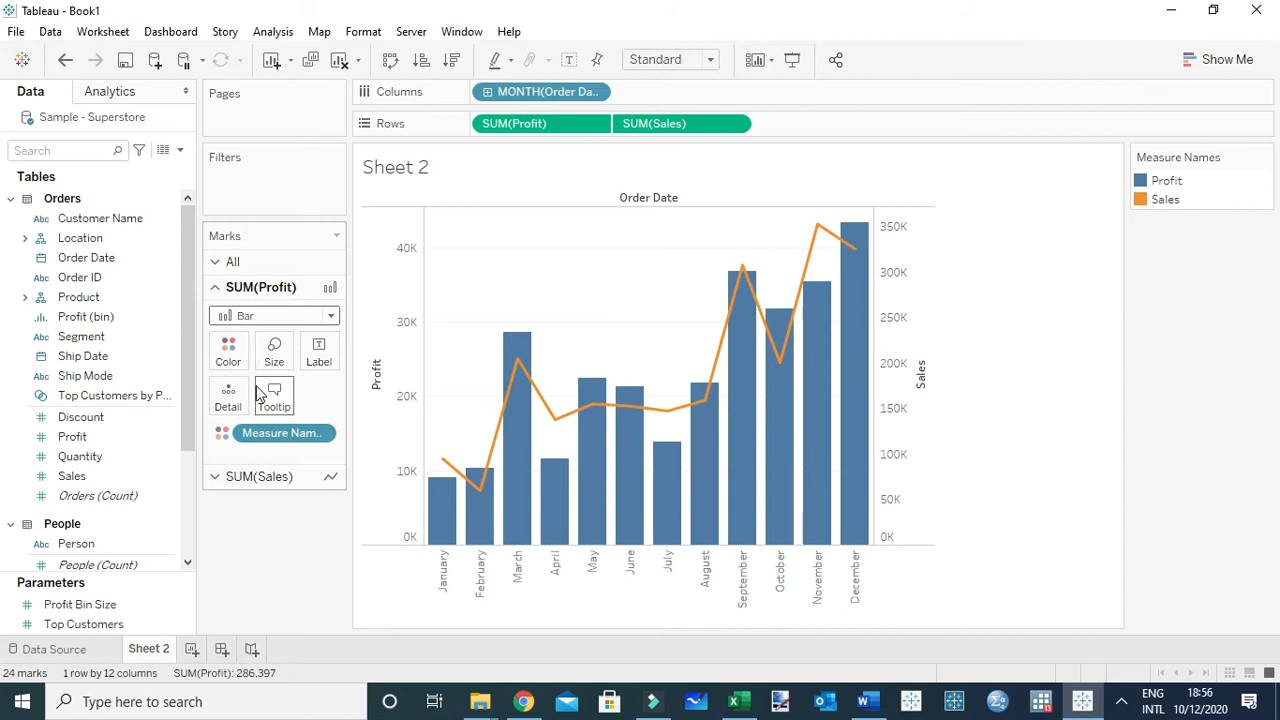 Tableau - Book1
File Data Worksheet Dashboard Story Analysis Map Format Server Window Help
Standard
Show Me
Data Analytics
Sample - Superstore
Search
Tables
Orders
Abc Customer Name
Location
Order Date
Abc Order ID
Product
Profit (bin)
Abc Segment
Ship Date
Abc Ship Mode
Top Customers by P...
Discount
Profit
Quantity
Sales
Orders (Count)
People
Abc Person
People (Count)
Parameters
Profit Bin Size
Top Customers
Pages
Filters
Marks
All
SUM(Profit)
Bar
Color Size Label
Detail Tooltip
Measure Nam..
SUM(Sales)
Columns MONTH(Order Da..
Rows SUM(Profit) SUM(Sales)
Sheet 2
Order Date
40K
30K
20K
10K
0K
Profit
350K
300K
250K
200K
150K
100K
50K
0K
Sales
January
February
March
April
May
June
July
August
September
October
November
December
Measure Names
Profit
Sales
Data Source Sheet 2
24 marks 1 row by 12 columns SUM(Profit): 286,397
Type here to search
ENG
INTL
18:56
10/12/2020